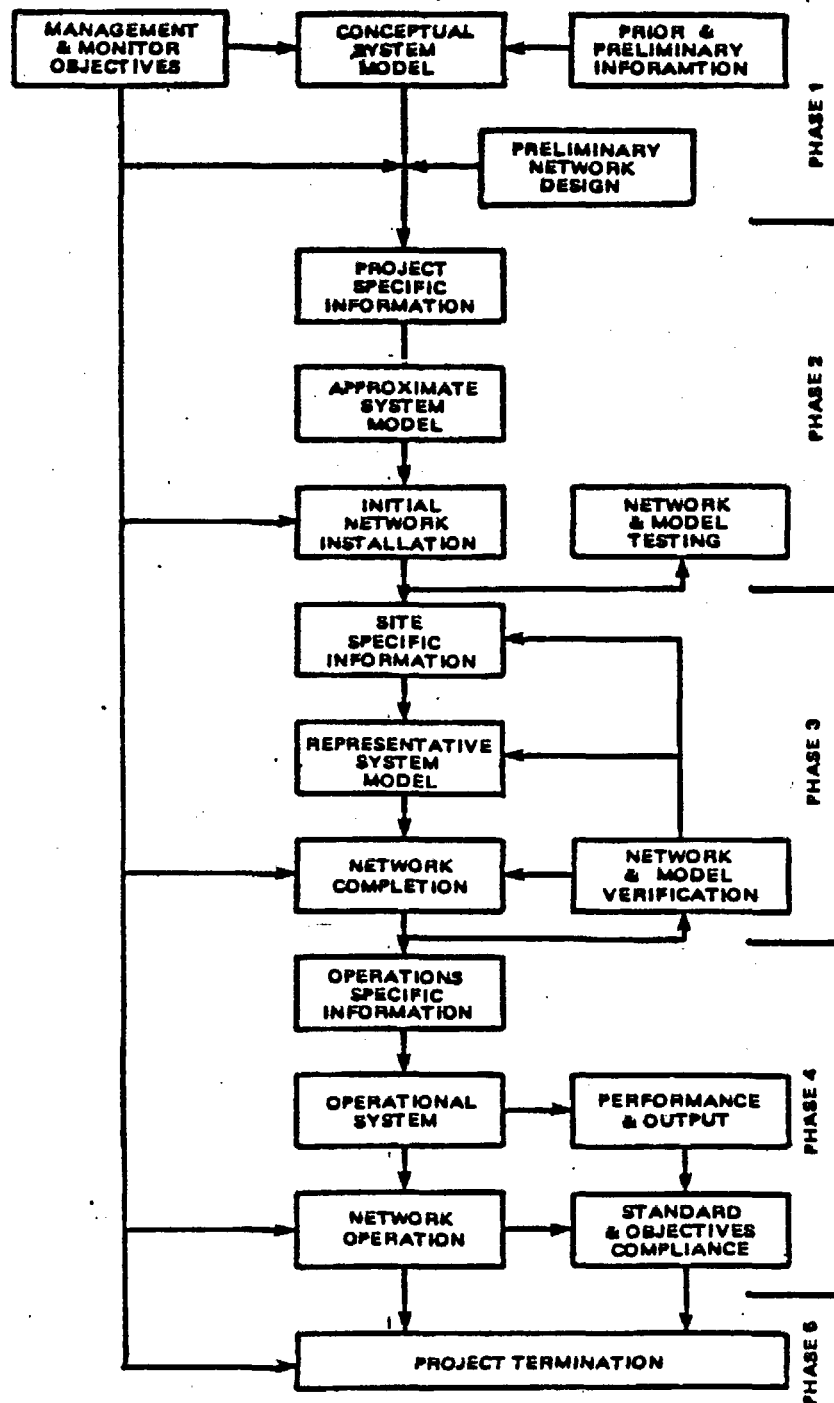 MANAGEMENT
& MONITOR
OBJECTIVES
CONCEPTUAL
SYSTEM
MODEL
PRIOR &
PRELIMINARY
INFORAMTION
PHASE 1
PRELIMINARY
NETWORK
DESIGN
PROJECT
SPECIFIC
INFORMATION
APPROXIMATE
SYSTEM
MODEL
PHASE 2
INITIAL
NETWORK
INSTALLATION
NETWORK
& MODEL
TESTING
SITE
SPECIFIC
INFORMATION
REPRESENTATIVE
SYSTEM
MODEL
PHASE 3
NETWORK
COMPLETION
NETWORK
& MODEL
VERIFICATION
OPERATIONS
SPECIFIC
INFORMATION
OPERATIONAL
SYSTEM
PERFORMANCE
& OUTPUT
PHASE 4
NETWORK
OPERATION
STANDARD
& OBJECTIVES
COMPLIANCE
PROJECT TERMINATION
PHASE 5